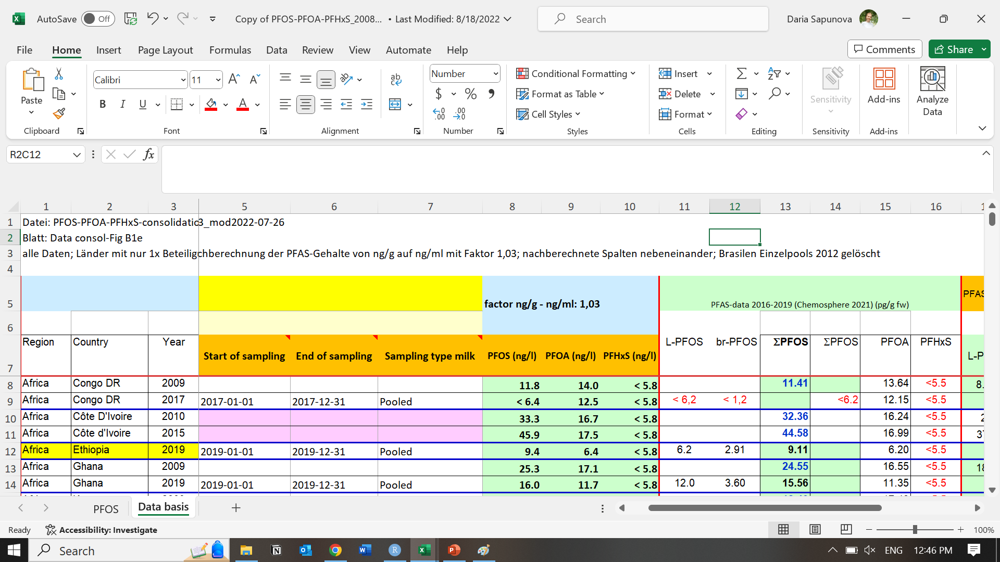 AutoSave Off Copy of PFOS-PFOA-PFHxS_2008... • Last Modified: 8/18/2022 Search Daria Sapunova
File Home Insert Page Layout Formulas Data Review View Automate Help Comments Share
Paste Calibri 11 Number Conditional Formatting Insert Sensitivity Add-ins Analyze Data
Format as Table Delete
Cell Styles Format
Clipboard Font Alignment Number Styles Cells Editing Sensitivity Add-ins
R2C12
1 2 3 5 6 7 8 9 10 11 12 13 14 15 16
1 Datei: PFOS-PFOA-PFHxS-consolidatic3_mod2022-07-26
2 Blatt: Data consol-Fig B1e
3 alle Daten; Länder mit nur 1x Beteiligchberechnung der PFAS-Gehalte von ng/g auf ng/ml mit Faktor 1,03; nachberechnete Spalten nebeneinander; Brasilen Einzelpools 2012 gelöscht
4
5 factor ng/g - ng/ml: 1,03 PFAS-data 2016-2019 (Chemosphere 2021) (pg/g fw) PFAS
6
7 Region Country Year Start of sampling End of sampling Sampling type milk PFOS (ng/l) PFOA (ng/l) PFHxS (ng/l) L-PFOS br-PFOS ΣPFOS ΣPFOS PFOA PFHxS L-P
8 Africa Congo DR 2009 11.8 14.0 < 5.8 11.41 13.64 <5.5 8.
9 Africa Congo DR 2017 2017-01-01 2017-12-31 Pooled < 6.4 12.5 < 5.8 < 6,2 < 1,2 <6.2 12.15 <5.5
10 Africa Côte D'Ivoire 2010 33.3 16.7 < 5.8 32.36 16.24 <5.5 2
11 Africa Côte d'Ivoire 2015 45.9 17.5 < 5.8 44.58 16.99 <5.5 37
12 Africa Ethiopia 2019 2019-01-01 2019-12-31 Pooled 9.4 6.4 < 5.8 6.2 2.91 9.11 6.20 <5.5
13 Africa Ghana 2009 25.3 17.1 < 5.8 24.55 16.55 <5.5 18
14 Africa Ghana 2019 2019-01-01 2019-12-31 Pooled 16.0 11.7 < 5.8 12.0 3.60 15.56 11.35 <5.5
PFOS Data basis
Ready Accessibility: Investigate 100%
Search ENG 12:46 PM